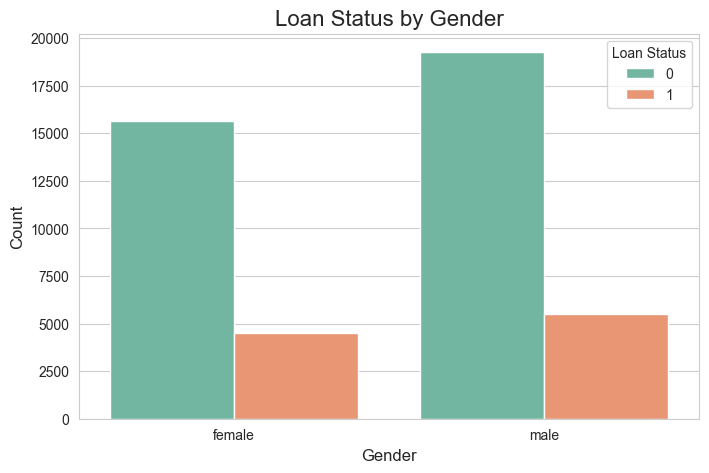 Loan Status by Gender
20000
17500
15000
12500
10000
7500
5000
2500
0
Count
Loan Status
0
1
female
male
Gender